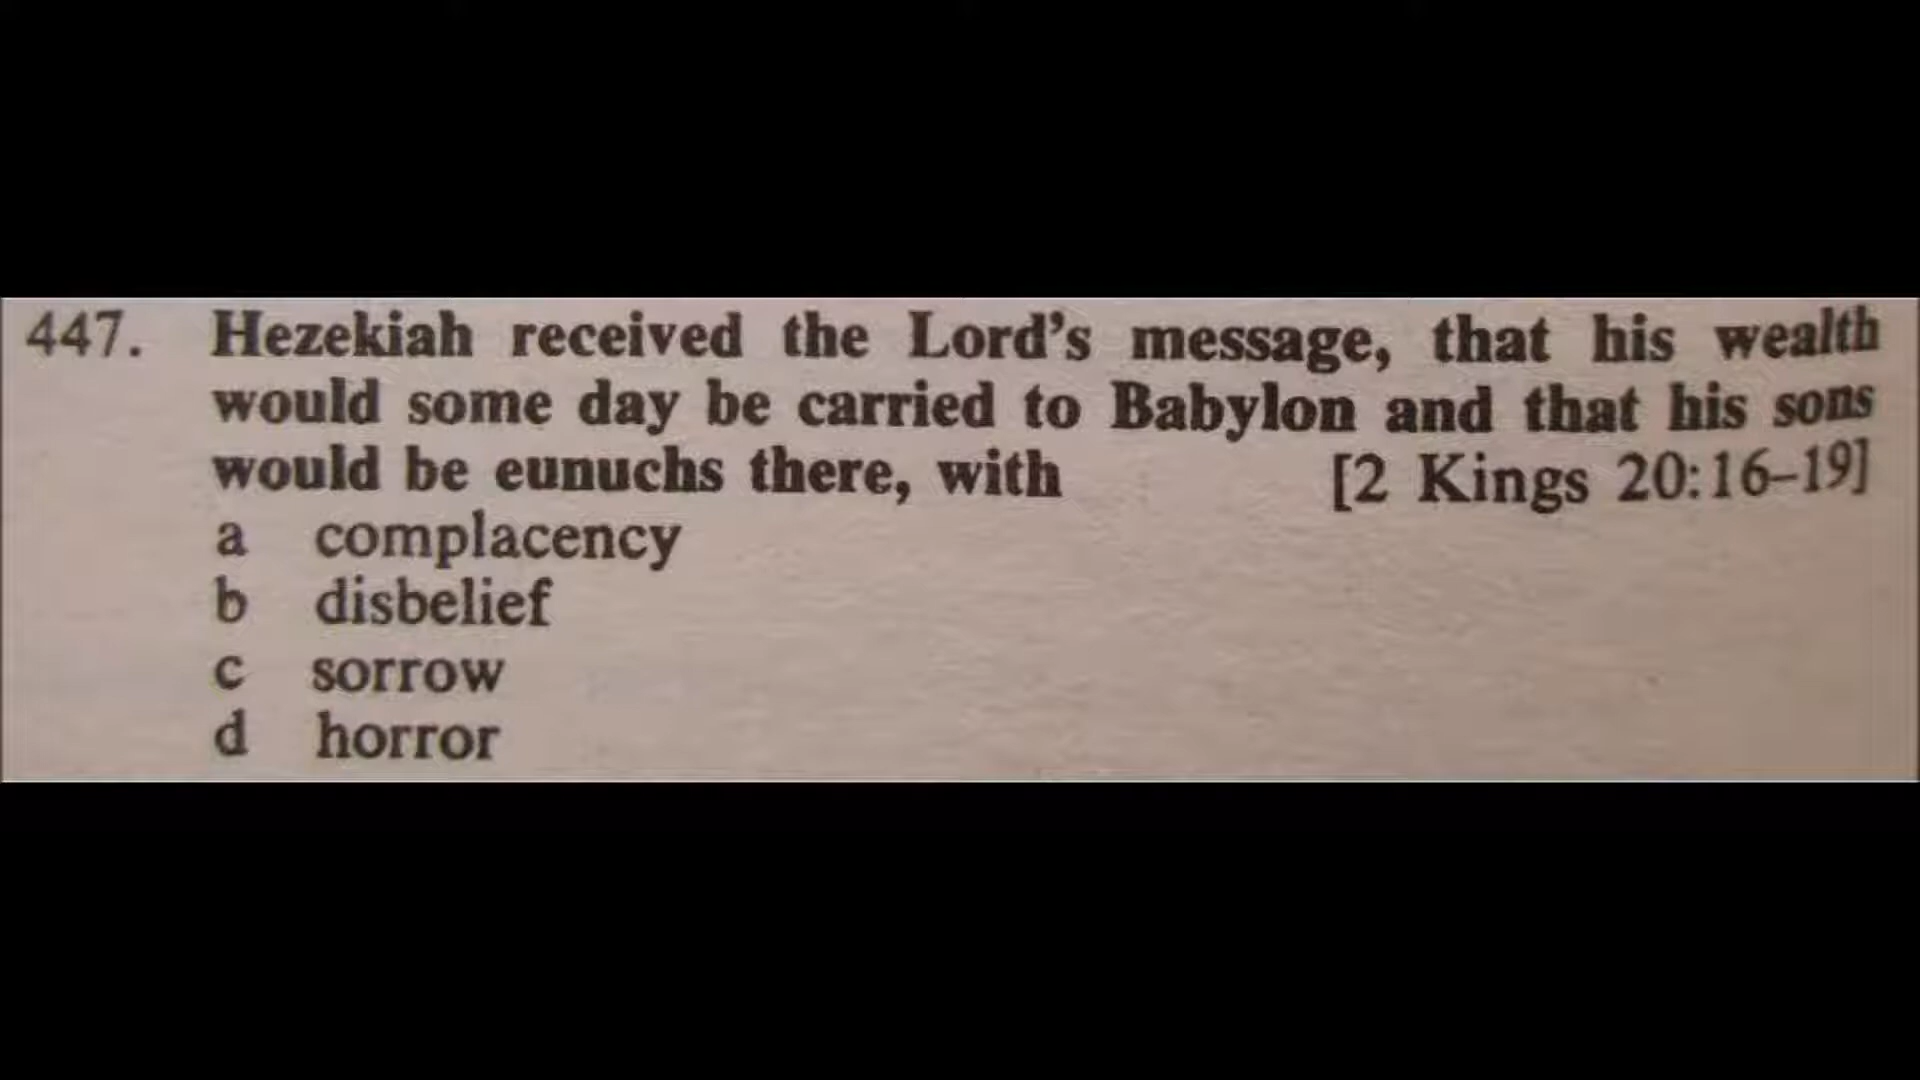 447. Hezekiah received the Lord's message, that his wealth
would some day be carried to Babylon and that his sons
would be eunuchs there, with [2 Kings 20:16–19]
a complacency
b disbelief
c sorrow
d horror